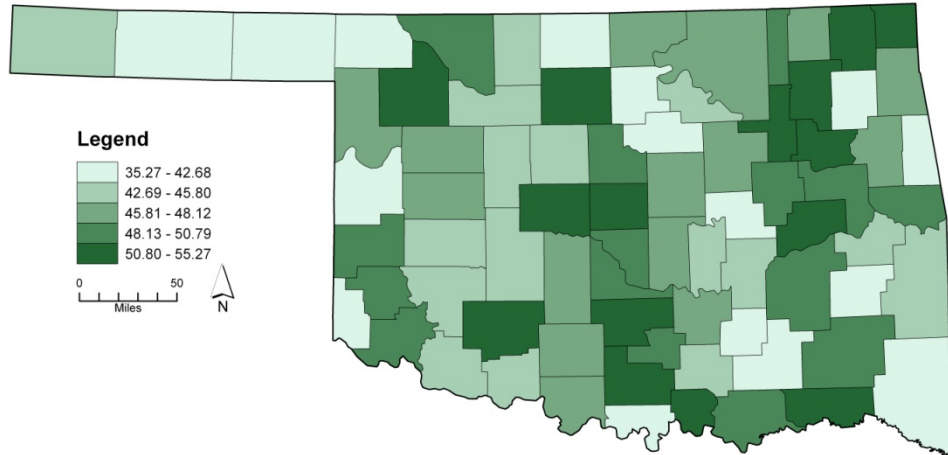 Legend
35.27 - 42.68
42.69 - 45.80
45.81 - 48.12
48.13 - 50.79
50.80 - 55.27
0 50
Miles
N